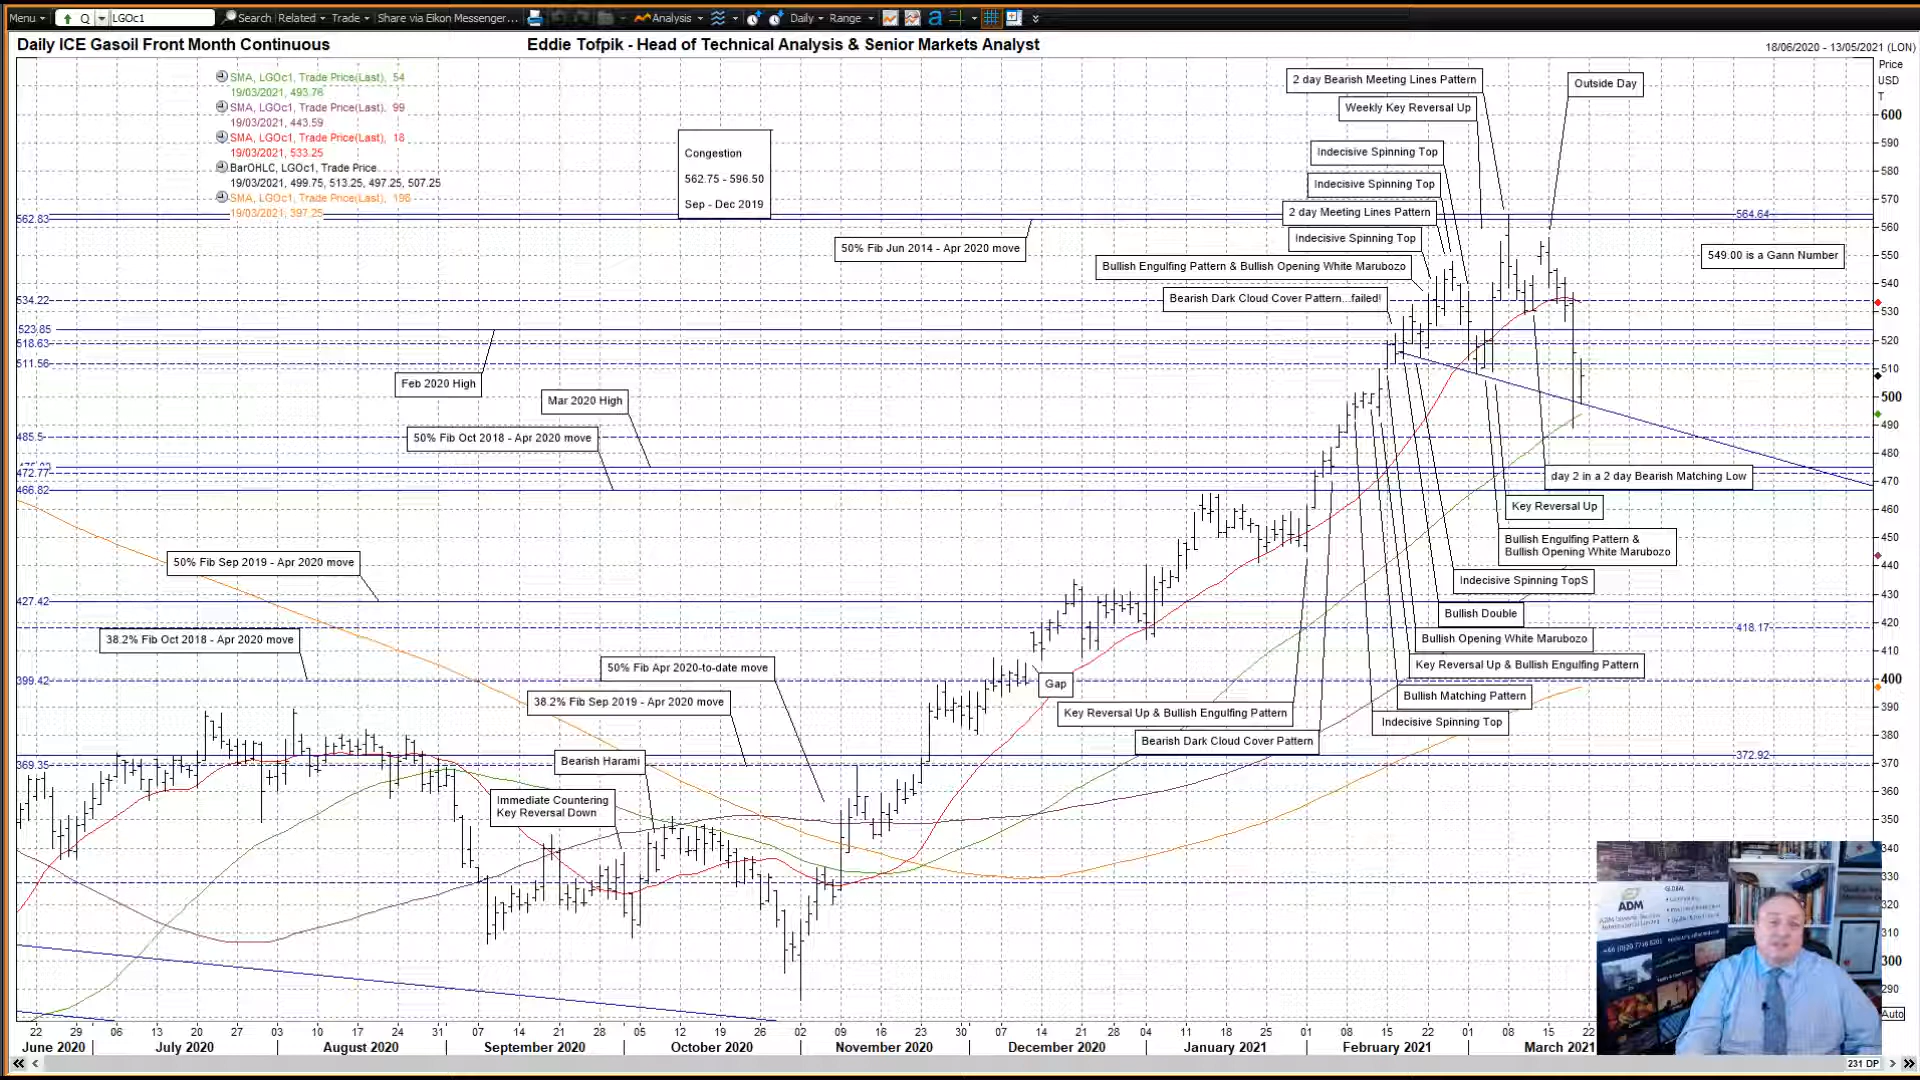 Menu
Q
LGOc1
Search
Related
Trade
Share via Eikon Messenger...
Analysis
Daily
Range
Daily ICE Gasoil Front Month Continuous
Eddie Tofpik - Head of Technical Analysis & Senior Markets Analyst
18/06/2020 - 13/05/2021 (LON)
Price
USD
T
SMA, LGOc1, Trade Price(Last), 54
19/03/2021, 493.76
SMA, LGOc1, Trade Price(Last), 99
19/03/2021, 443.59
SMA, LGOc1, Trade Price(Last), 18
19/03/2021, 533.25
BarOHLC, LGOc1, Trade Price
19/03/2021, 499.75, 513.25, 497.25, 507.25
SMA, LGOc1, Trade Price(Last), 198
19/03/2021, 397.25
Congestion
562.75 - 596.50
Sep - Dec 2019
2 day Bearish Meeting Lines Pattern
Outside Day
Weekly Key Reversal Up
Indecisive Spinning Top
Indecisive Spinning Top
2 day Meeting Lines Pattern
Indecisive Spinning Top
Bullish Engulfing Pattern & Bullish Opening White Marubozo
Bearish Dark Cloud Cover Pattern...failed!
50% Fib Jun 2014 - Apr 2020 move
549.00 is a Gann Number
562.83
564.64
534.22
523.85
518.63
511.56
485.5
472.77
466.82
427.42
418.17
399.42
372.92
369.35
Feb 2020 High
Mar 2020 High
50% Fib Oct 2018 - Apr 2020 move
50% Fib Sep 2019 - Apr 2020 move
38.2% Fib Oct 2018 - Apr 2020 move
50% Fib Apr 2020-to-date move
38.2% Fib Sep 2019 - Apr 2020 move
Bearish Harami
Immediate Countering
Key Reversal Down
Gap
Key Reversal Up & Bullish Engulfing Pattern
Bearish Dark Cloud Cover Pattern
day 2 in a 2 day Bearish Matching Low
Key Reversal Up
Bullish Engulfing Pattern &
Bullish Opening White Marubozo
Indecisive Spinning TopS
Bullish Double
Bullish Opening White Marubozo
Key Reversal Up & Bullish Engulfing Pattern
Bullish Matching Pattern
Indecisive Spinning Top
600
590
580
570
560
550
540
530
520
510
500
490
480
470
460
450
440
430
420
410
400
390
380
370
360
350
340
330
320
310
300
290
Auto
ADM
GLOBAL
22 29 06 13 20 27 03 10 17 24 31 07 14 21 28 05 12 19 26 02 09 16 23 30 07 14 21 28 04 11 18 25 01 08 15 22 01 08 15 22
June 2020 July 2020 August 2020 September 2020 October 2020 November 2020 December 2020 January 2021 February 2021 March 2021
231 DP